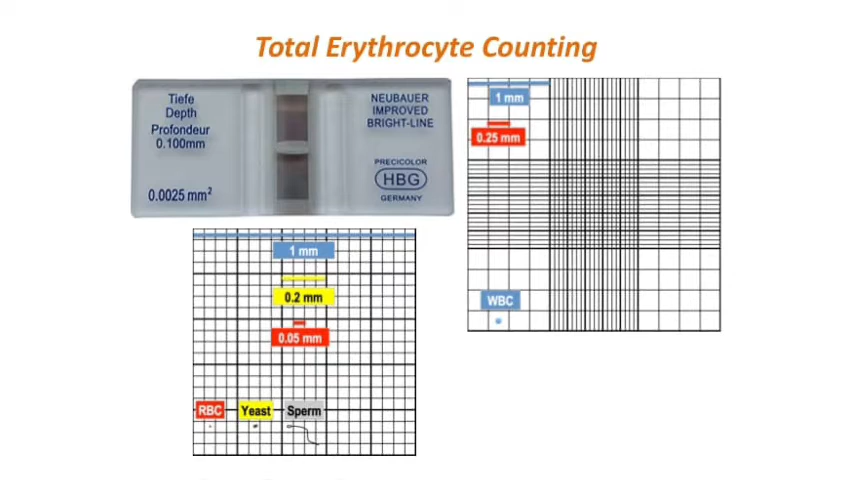 Total Erythrocyte Counting
Tiefe
Depth
Profondeur
0.100mm
0.0025 mm²
NEUBAUER
IMPROVED
BRIGHT-LINE
PRECICOLOR
HBG
GERMANY
1 mm
0.25 mm
WBC
1 mm
0.2 mm
0.05 mm
RBC Yeast Sperm